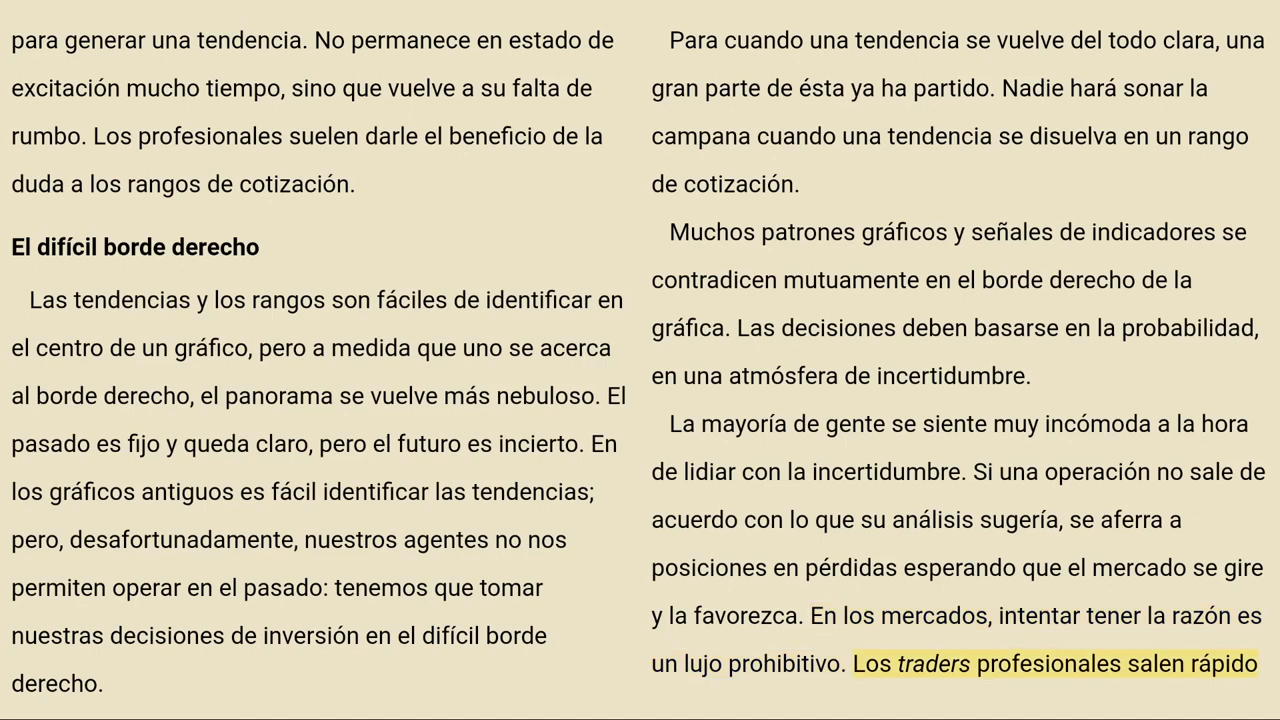 para generar una tendencia. No permanece en estado de
excitación mucho tiempo, sino que vuelve a su falta de
rumbo. Los profesionales suelen darle el beneficio de la
duda a los rangos de cotización.
El difícil borde derecho
Las tendencias y los rangos son fáciles de identificar en
el centro de un gráfico, pero a medida que uno se acerca
al borde derecho, el panorama se vuelve más nebuloso. El
pasado es fijo y queda claro, pero el futuro es incierto. En
los gráficos antiguos es fácil identificar las tendencias;
pero, desafortunadamente, nuestros agentes no nos
permiten operar en el pasado: tenemos que tomar
nuestras decisiones de inversión en el difícil borde
derecho.
Para cuando una tendencia se vuelve del todo clara, una
gran parte de ésta ya ha partido. Nadie hará sonar la
campana cuando una tendencia se disuelva en un rango
de cotización.
Muchos patrones gráficos y señales de indicadores se
contradicen mutuamente en el borde derecho de la
gráfica. Las decisiones deben basarse en la probabilidad,
en una atmósfera de incertidumbre.
La mayoría de gente se siente muy incómoda a la hora
de lidiar con la incertidumbre. Si una operación no sale de
acuerdo con lo que su análisis sugería, se aferra a
posiciones en pérdidas esperando que el mercado se gire
y la favorezca. En los mercados, intentar tener la razón es
un lujo prohibitivo. Los traders profesionales salen rápido